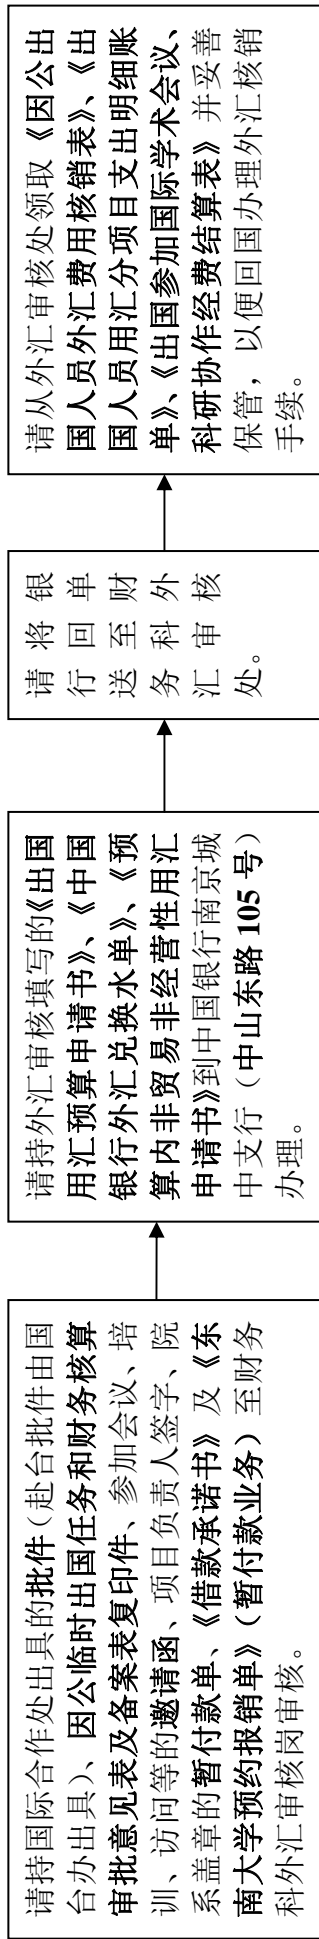 请持国际合作处出具的批件（赴台批件由国
台办出具）、因公临时出国任务和财务核算
审批意见表及备案表复印件、参加会议、培
训、访问等的邀请函、项目负责人签字、院
系盖章的暂付款单、《借款承诺书》及《东
南大学预约报销单》（暂付款业务）至财务
科外汇审核岗审核。
请持外汇审核填写的《出国
用汇预算申请书》、《中国
银行外汇兑换水单》、《预
算内非贸易非经营性用汇
申请书》到中国银行南京城
中支行（中山东路 105 号）
办理。
请将银
行回单
送至财
务科外
汇审核
处。
请从外汇审核处领取《因公出
国人员外汇费用核销表》、《出
国人员用汇分项目支出明细账
单》、《出国参加国际学术会议、
科研协作经费结算表》并妥善
保管，以便回国办理外汇核销
手续。